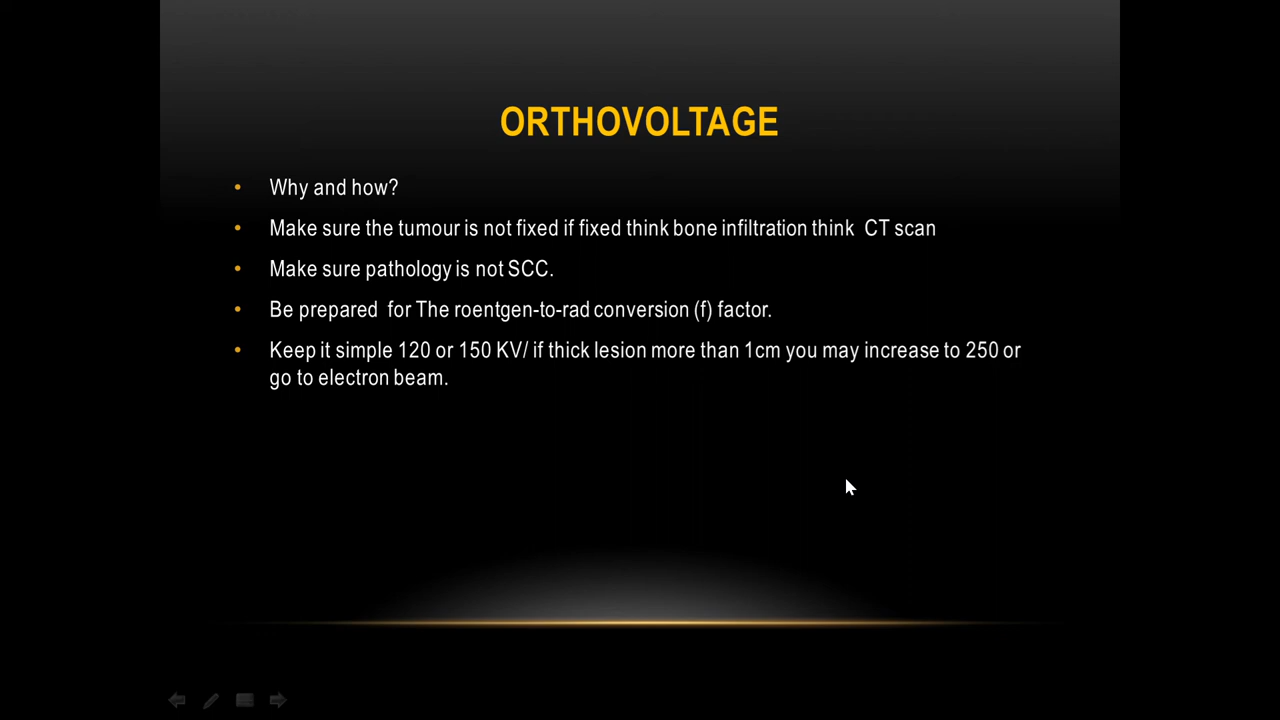 ORTHOVOLTAGE
• Why and how?
• Make sure the tumour is not fixed if fixed think bone infiltration think  CT scan
• Make sure pathology is not SCC.
• Be prepared  for The roentgen-to-rad conversion (f) factor.
• Keep it simple 120 or 150 KV/ if thick lesion more than 1cm you may increase to 250 or
go to electron beam.